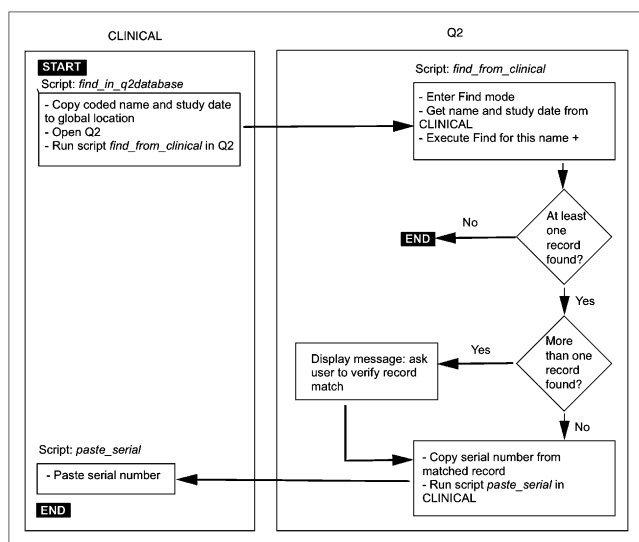 CLINICAL
START
Script: find_in_q2database
- Copy coded name and study date
to global location
- Open Q2
- Run script find_from_clinical in Q2
Q2
Script: find_from_clinical
- Enter Find mode
- Get name and study date from
CLINICAL
- Execute Find for this name +
At least
one
record
found?
No
END
Yes
More
than one
record
found?
Yes
Display message: ask
user to verify record
match
No
- Copy serial number from
matched record
- Run script paste_serial in
CLINICAL
Script: paste_serial
- Paste serial number
END